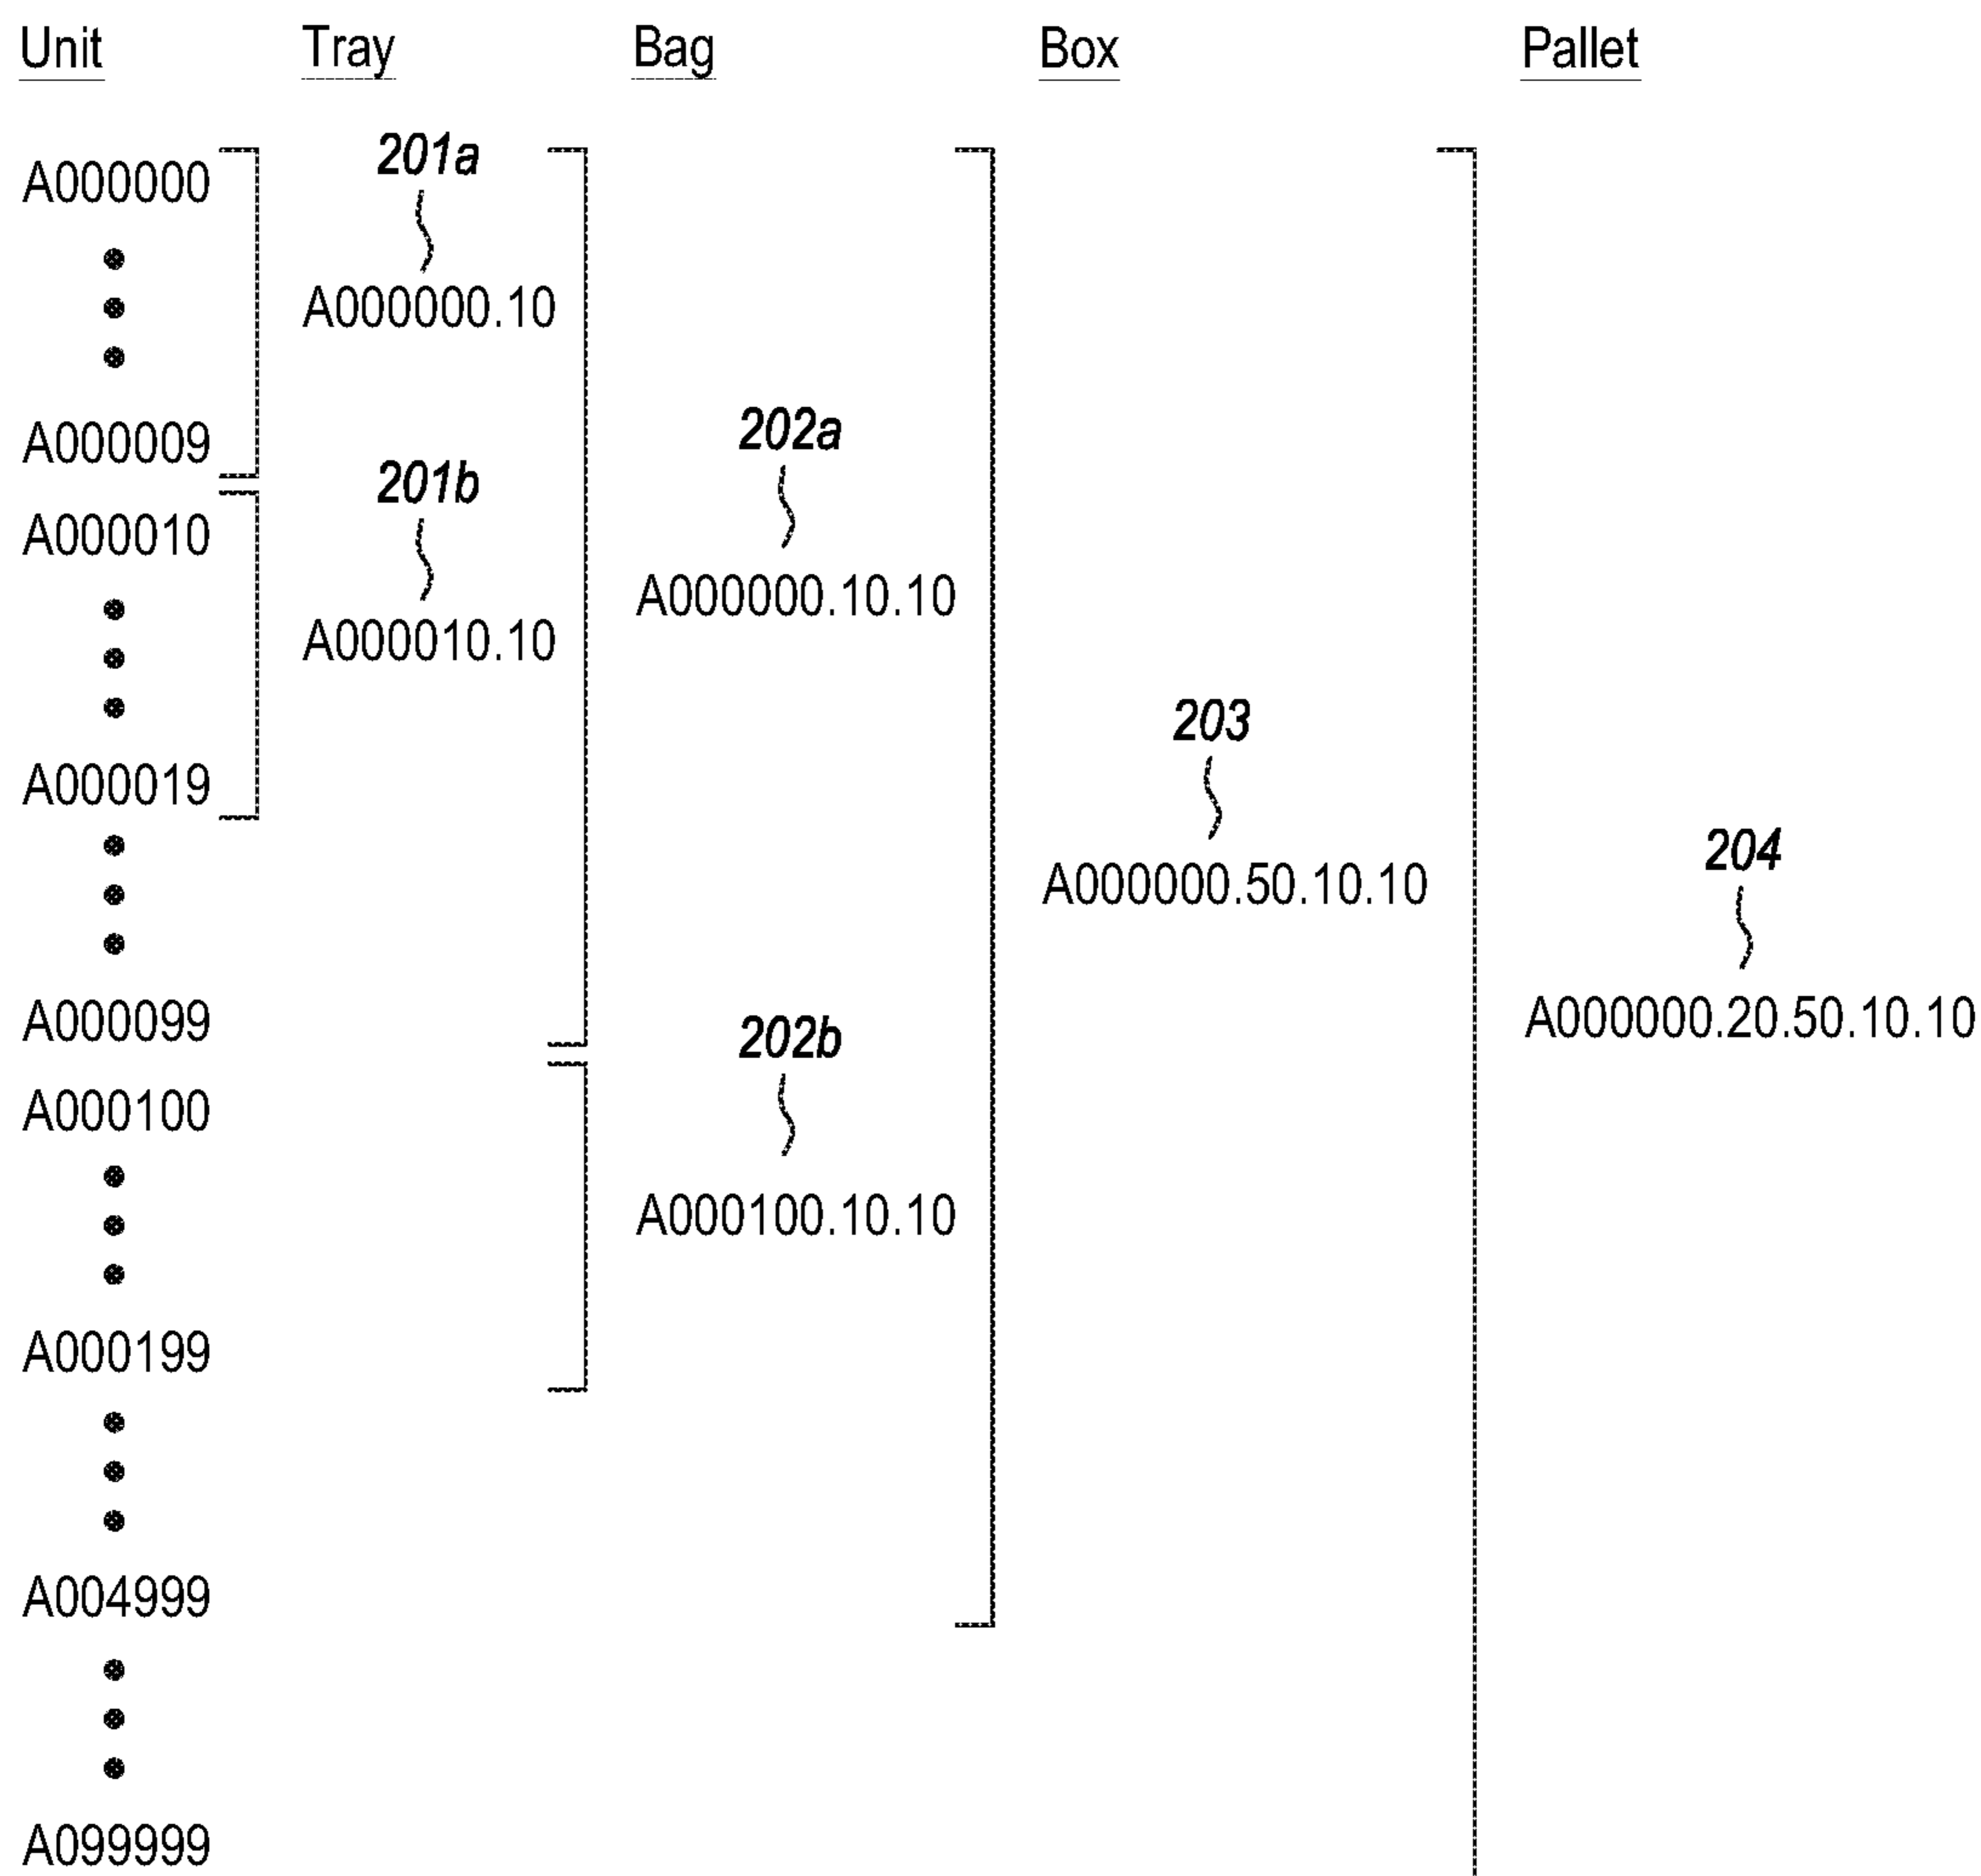 Unit Tray Bag Box Pallet
201a
A000000
A000000.10
202a
A000009
201b
A000010
A000000.10.10
A000010.10
203
A000019
204
A000000.50.10.10
A000000.20.50.10.10
A000099
202b
A000100
A000100.10.10
A000199
A004999
A099999